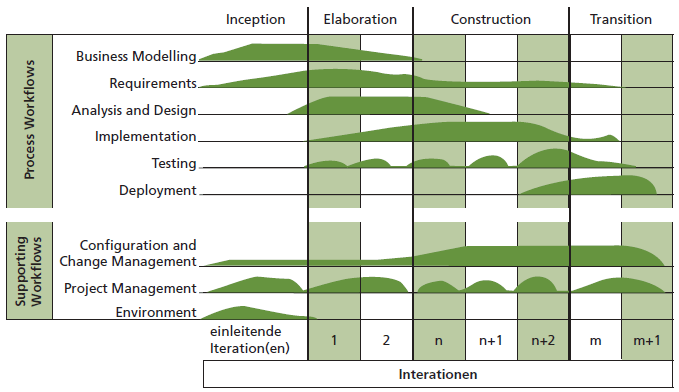 Inception Elaboration Construction Transition
Process Workflows
Business Modelling
Requirements
Analysis and Design
Implementation
Testing
Deployment
Supporting
Workflows
Configuration and
Change Management
Project Management
Environment
einleitende
Iteration(en)
1 2 n n+1 n+2 m m+1
Interationen